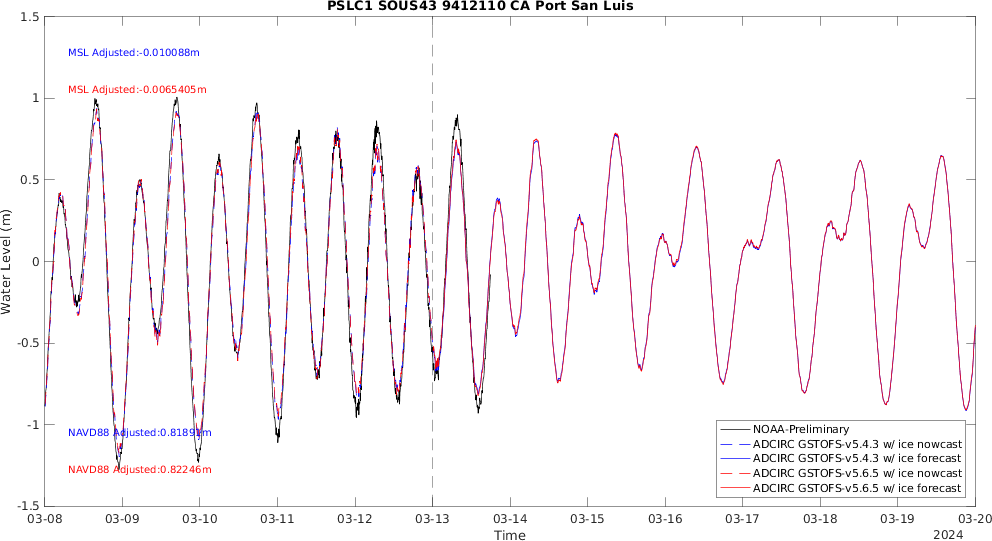 PSLC1 SOUS43 9412110 CA Port San Luis
MSL Adjusted:-0.010088m
MSL Adjusted:-0.0065405m
NAVD88 Adjusted:0.81891m
NAVD88 Adjusted:0.82246m
Water Level (m)
1.5
1
0.5
0
-0.5
-1
-1.5
NOAA-Preliminary
ADCIRC GSTOFS-v5.4.3 w/ ice nowcast
ADCIRC GSTOFS-v5.4.3 w/ ice forecast
ADCIRC GSTOFS-v5.6.5 w/ ice nowcast
ADCIRC GSTOFS-v5.6.5 w/ ice forecast
03-08 03-09 03-10 03-11 03-12 03-13 03-14 03-15 03-16 03-17 03-18 03-19 03-20
Time
2024